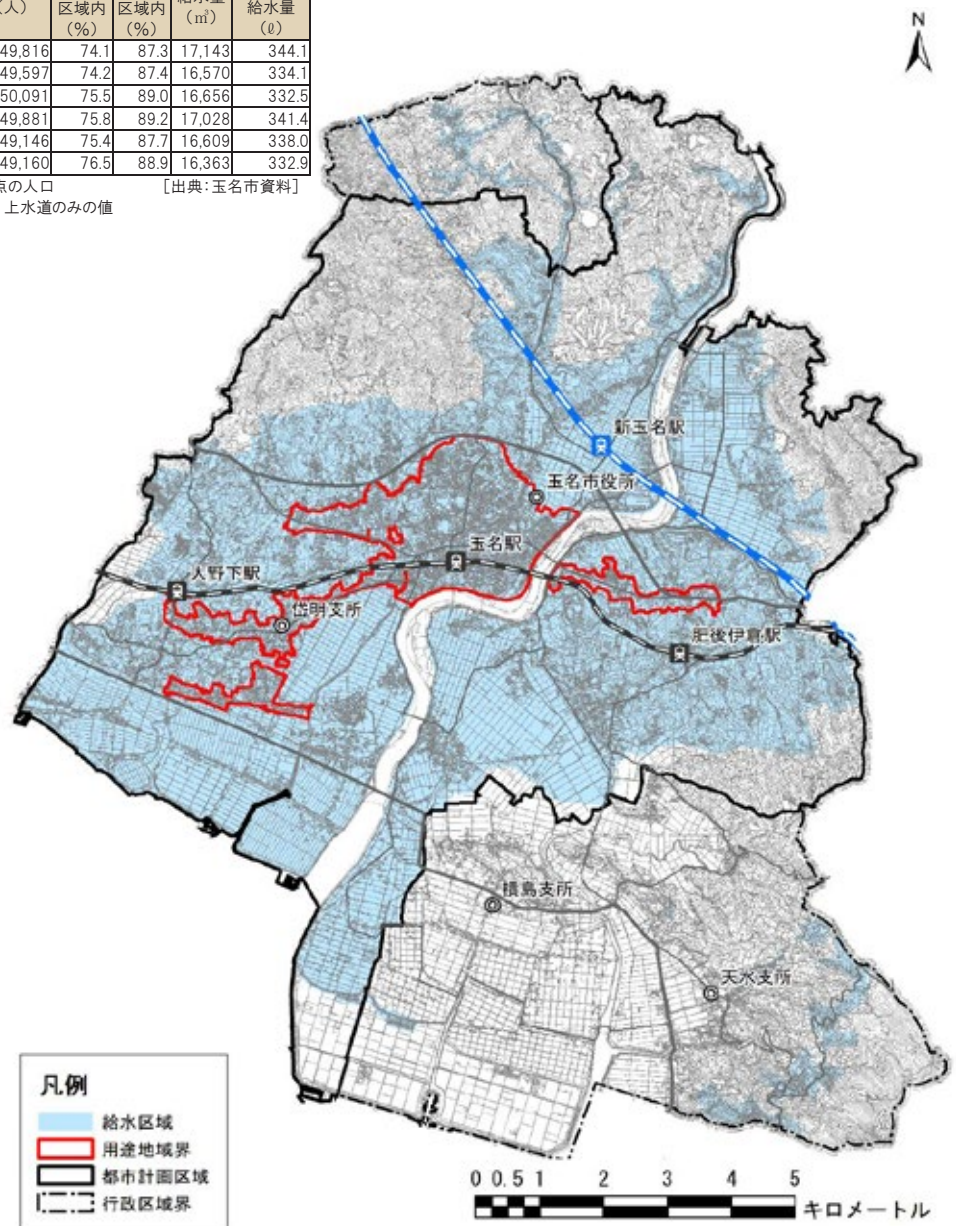 (人)
区域内
(%)
区域内
(%)
給水量
(㎥)
給水量
(ℓ)
49,816 74.1 87.3 17,143 344.1
49,597 74.2 87.4 16,570 334.1
50,091 75.5 89.0 16,656 332.5
49,881 75.8 89.2 17,028 341.4
49,146 75.4 87.7 16,609 338.0
49,160 76.5 88.9 16,363 332.9
点の人口 [出典:玉名市資料]
上水道のみの値
N
新玉名駅
玉名市役所
玉名駅
大野下駅
岱明支所
肥後伊倉駅
横島支所
天水支所
凡例
給水区域
用途地域界
都市計画区域
行政区域界
0 0.5 1 2 3 4 5
キロメートル